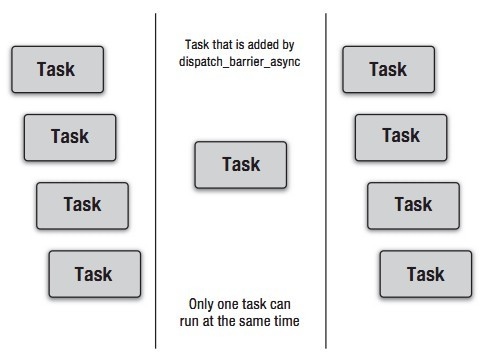 Task
Task
Task
Task
Task that is added by
dispatch_barrier_async
Task
Only one task can
run at the same time
Task
Task
Task
Task